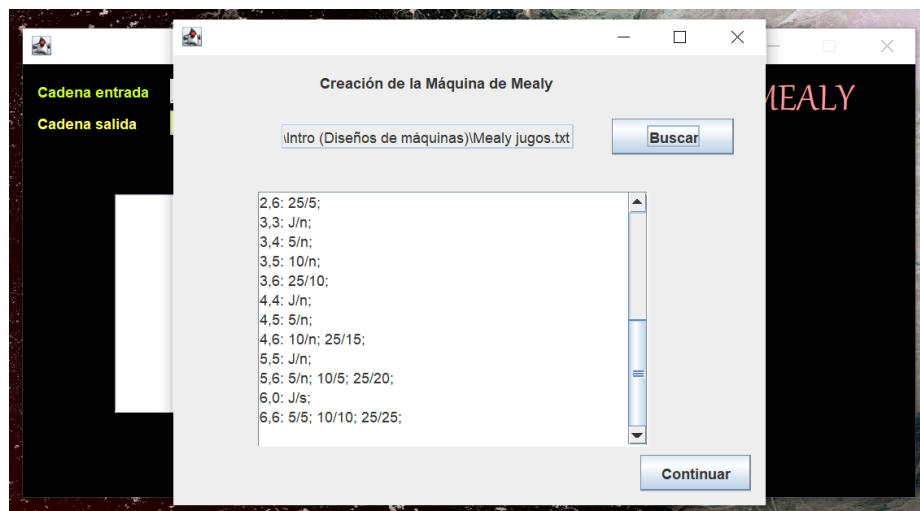 Cadena entrada
Cadena salida
MEALY
Creación de la Máquina de Mealy
\Intro (Diseños de máquinas)\Mealy jugos.txt
Buscar
2,6: 25/5;
3,3: J/n;
3,4: 5/n;
3,5: 10/n;
3,6: 25/10;
4,4: J/n;
4,5: 5/n;
4,6: 10/n; 25/15;
5,5: J/n;
5,6: 5/n; 10/5; 25/20;
6,0: J/s;
6,6: 5/5; 10/10; 25/25;
Continuar